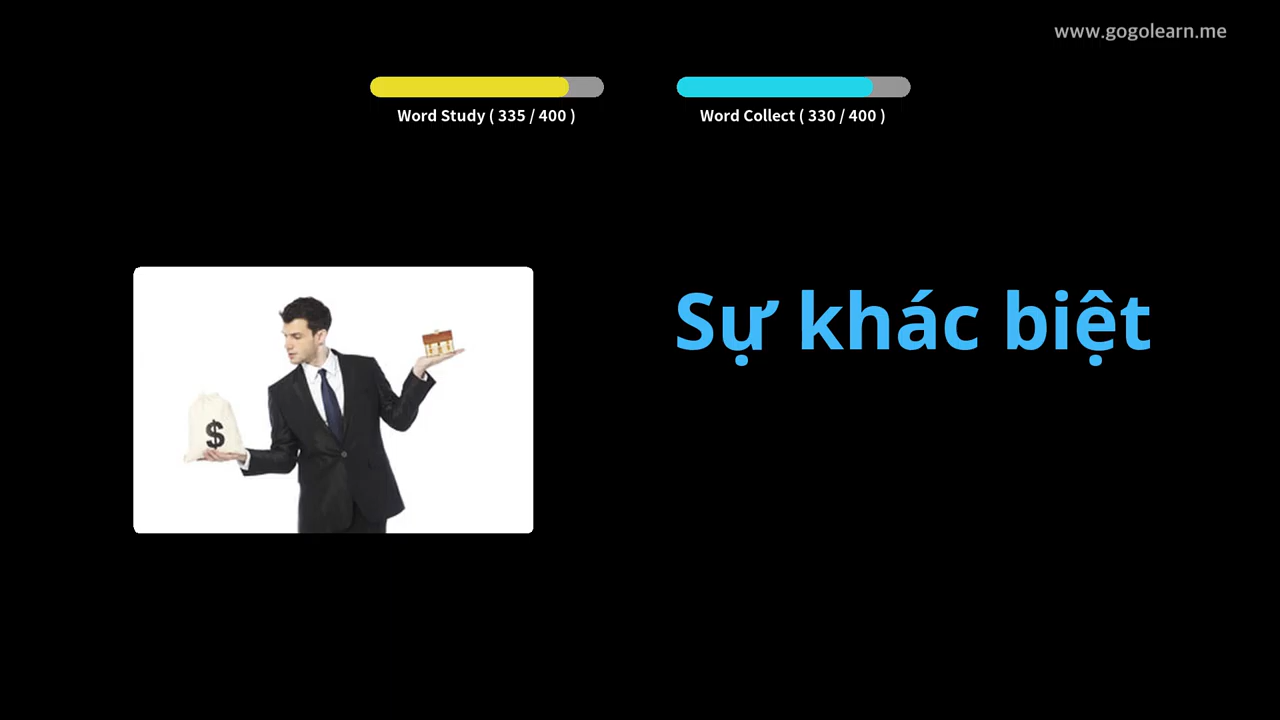 www.gogolearn.me
Word Study ( 335 / 400 )
Word Collect ( 330 / 400 )
Sự khác biệt
$